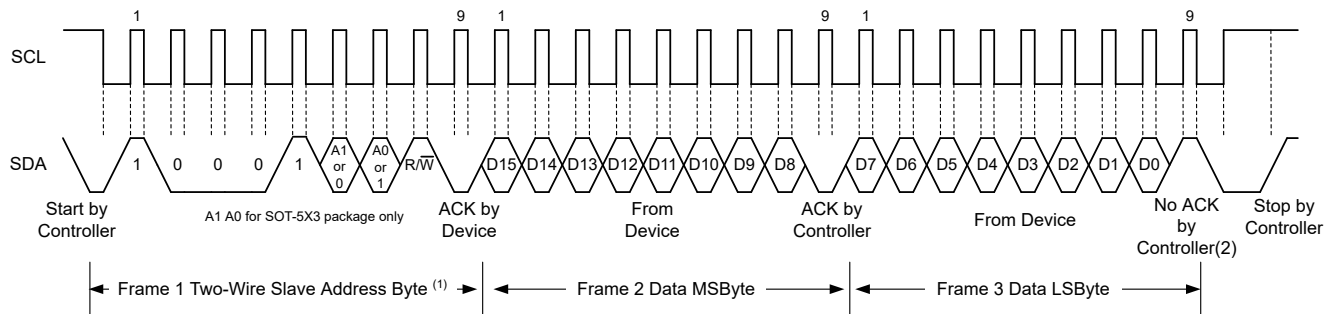 1 9 1 9 1 9
SCL
SDA
1 0 0 0 1 A1 or 0 A0 or 1 R/W D15 D14 D13 D12 D11 D10 D9 D8 D7 D6 D5 D4 D3 D2 D1 D0
Start by
Controller
A1 A0 for SOT-5X3 package only
ACK by
Device
From
Device
ACK by
Controller
From Device
No ACK
by
Controller(2)
Stop by
Controller
Frame 1 Two-Wire Slave Address Byte (1)
Frame 2 Data MSByte
Frame 3 Data LSByte